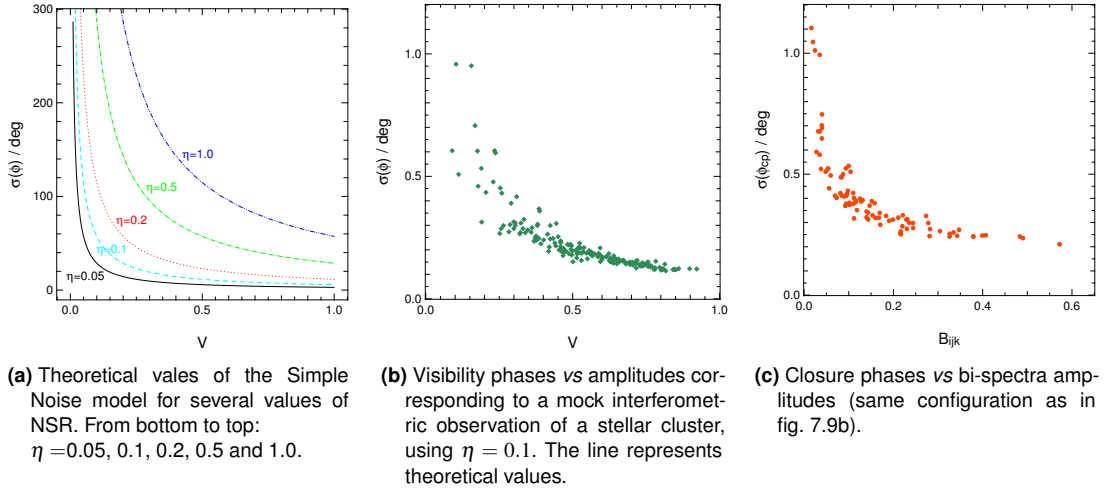 300
200
100
0
σ(ϕ) / deg
η=1.0
η=0.5
η=0.2
η=0.1
η=0.05
0.0
0.5
1.0
V
1.0
0.5
0.0
σ(ϕ) / deg
0.0
0.5
1.0
V
1.0
0.5
0.0
σ(ϕcp) / deg
0.0
0.2
0.4
0.6
Bijk
(a) Theoretical vales of the Simple
Noise model for several values of
NSR. From bottom to top:
η =0.05, 0.1, 0.2, 0.5 and 1.0.
(b) Visibility phases vs amplitudes cor-
responding to a mock interferomet-
ric observation of a stellar cluster,
using η = 0.1. The line represents
theoretical values.
(c) Closure phases vs bi-spectra am-
plitudes (same configuration as in
fig. 7.9b).